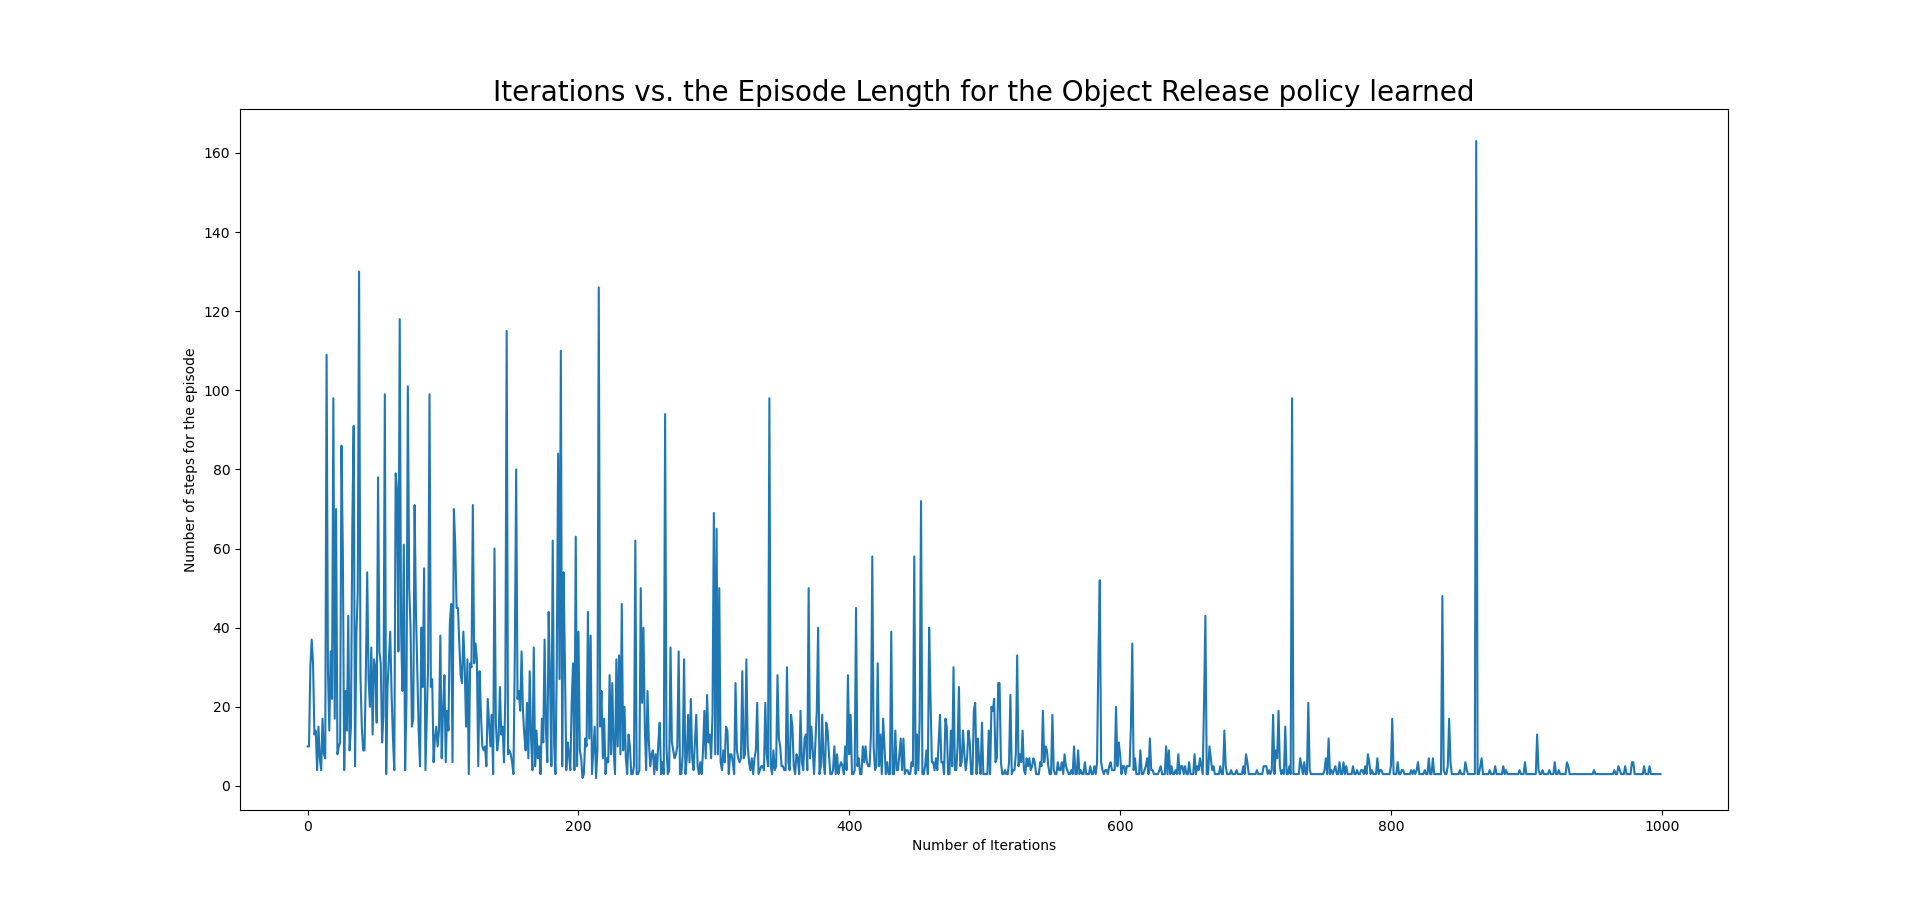 Iterations vs. the Episode Length for the Object Release policy learned
Number of steps for the episode
160
140
120
100
80
60
40
20
0
0 200 400 600 800 1000
Number of Iterations